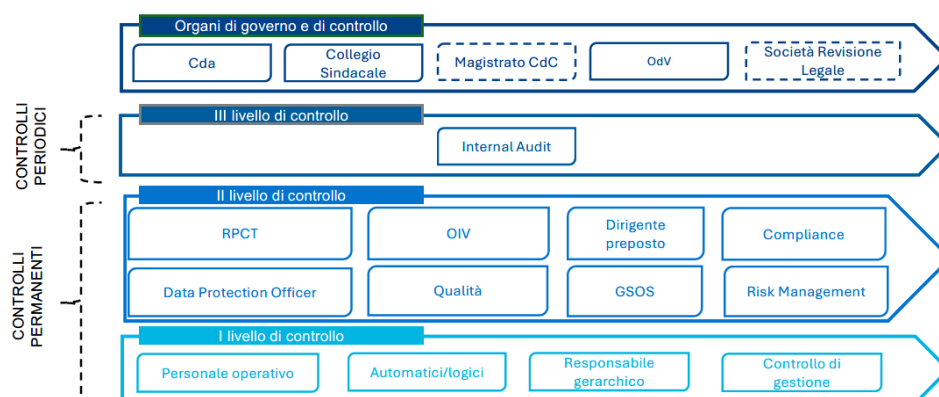 Organi di governo e di controllo
Cda
Collegio
Sindacale
Magistrato CdC
OdV
Società Revisione
Legale
CONTROLLI
PERIODICI
III livello di controllo
Internal Audit
CONTROLLI
PERMANENTI
II livello di controllo
RPCT
OIV
Dirigente
preposto
Compliance
Data Protection Officer
Qualità
GSOS
Risk Management
I livello di controllo
Personale operativo
Automatici/logici
Responsabile
gerarchico
Controllo di
gestione